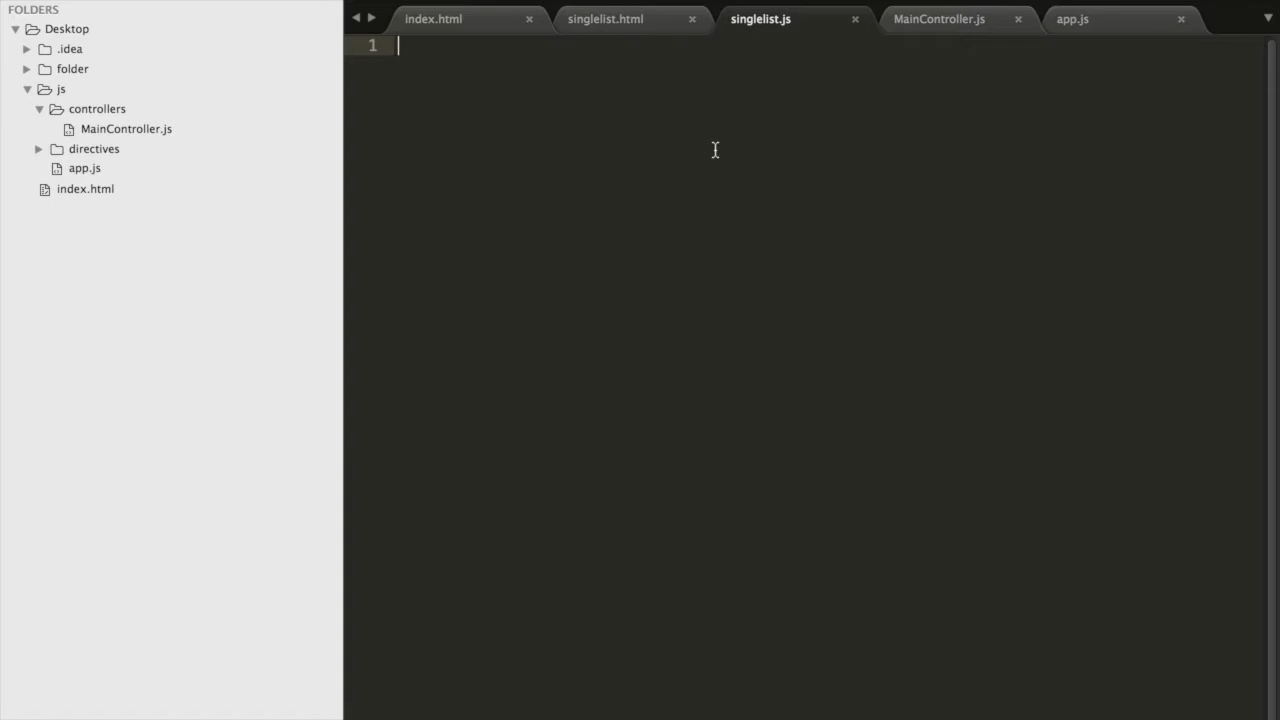 FOLDERS
Desktop
.idea
folder
js
controllers
MainController.js
directives
app.js
index.html
index.html
singlelist.html
singlelist.js
MainController.js
app.js
1